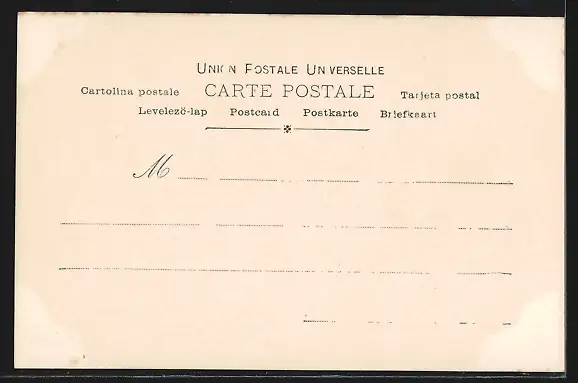 UNION POSTALE UNIVERSELLE
Cartolina postale CARTE POSTALE Tarjeta postal
Levelező-lap Postcard Postkarte Briefkaart
M